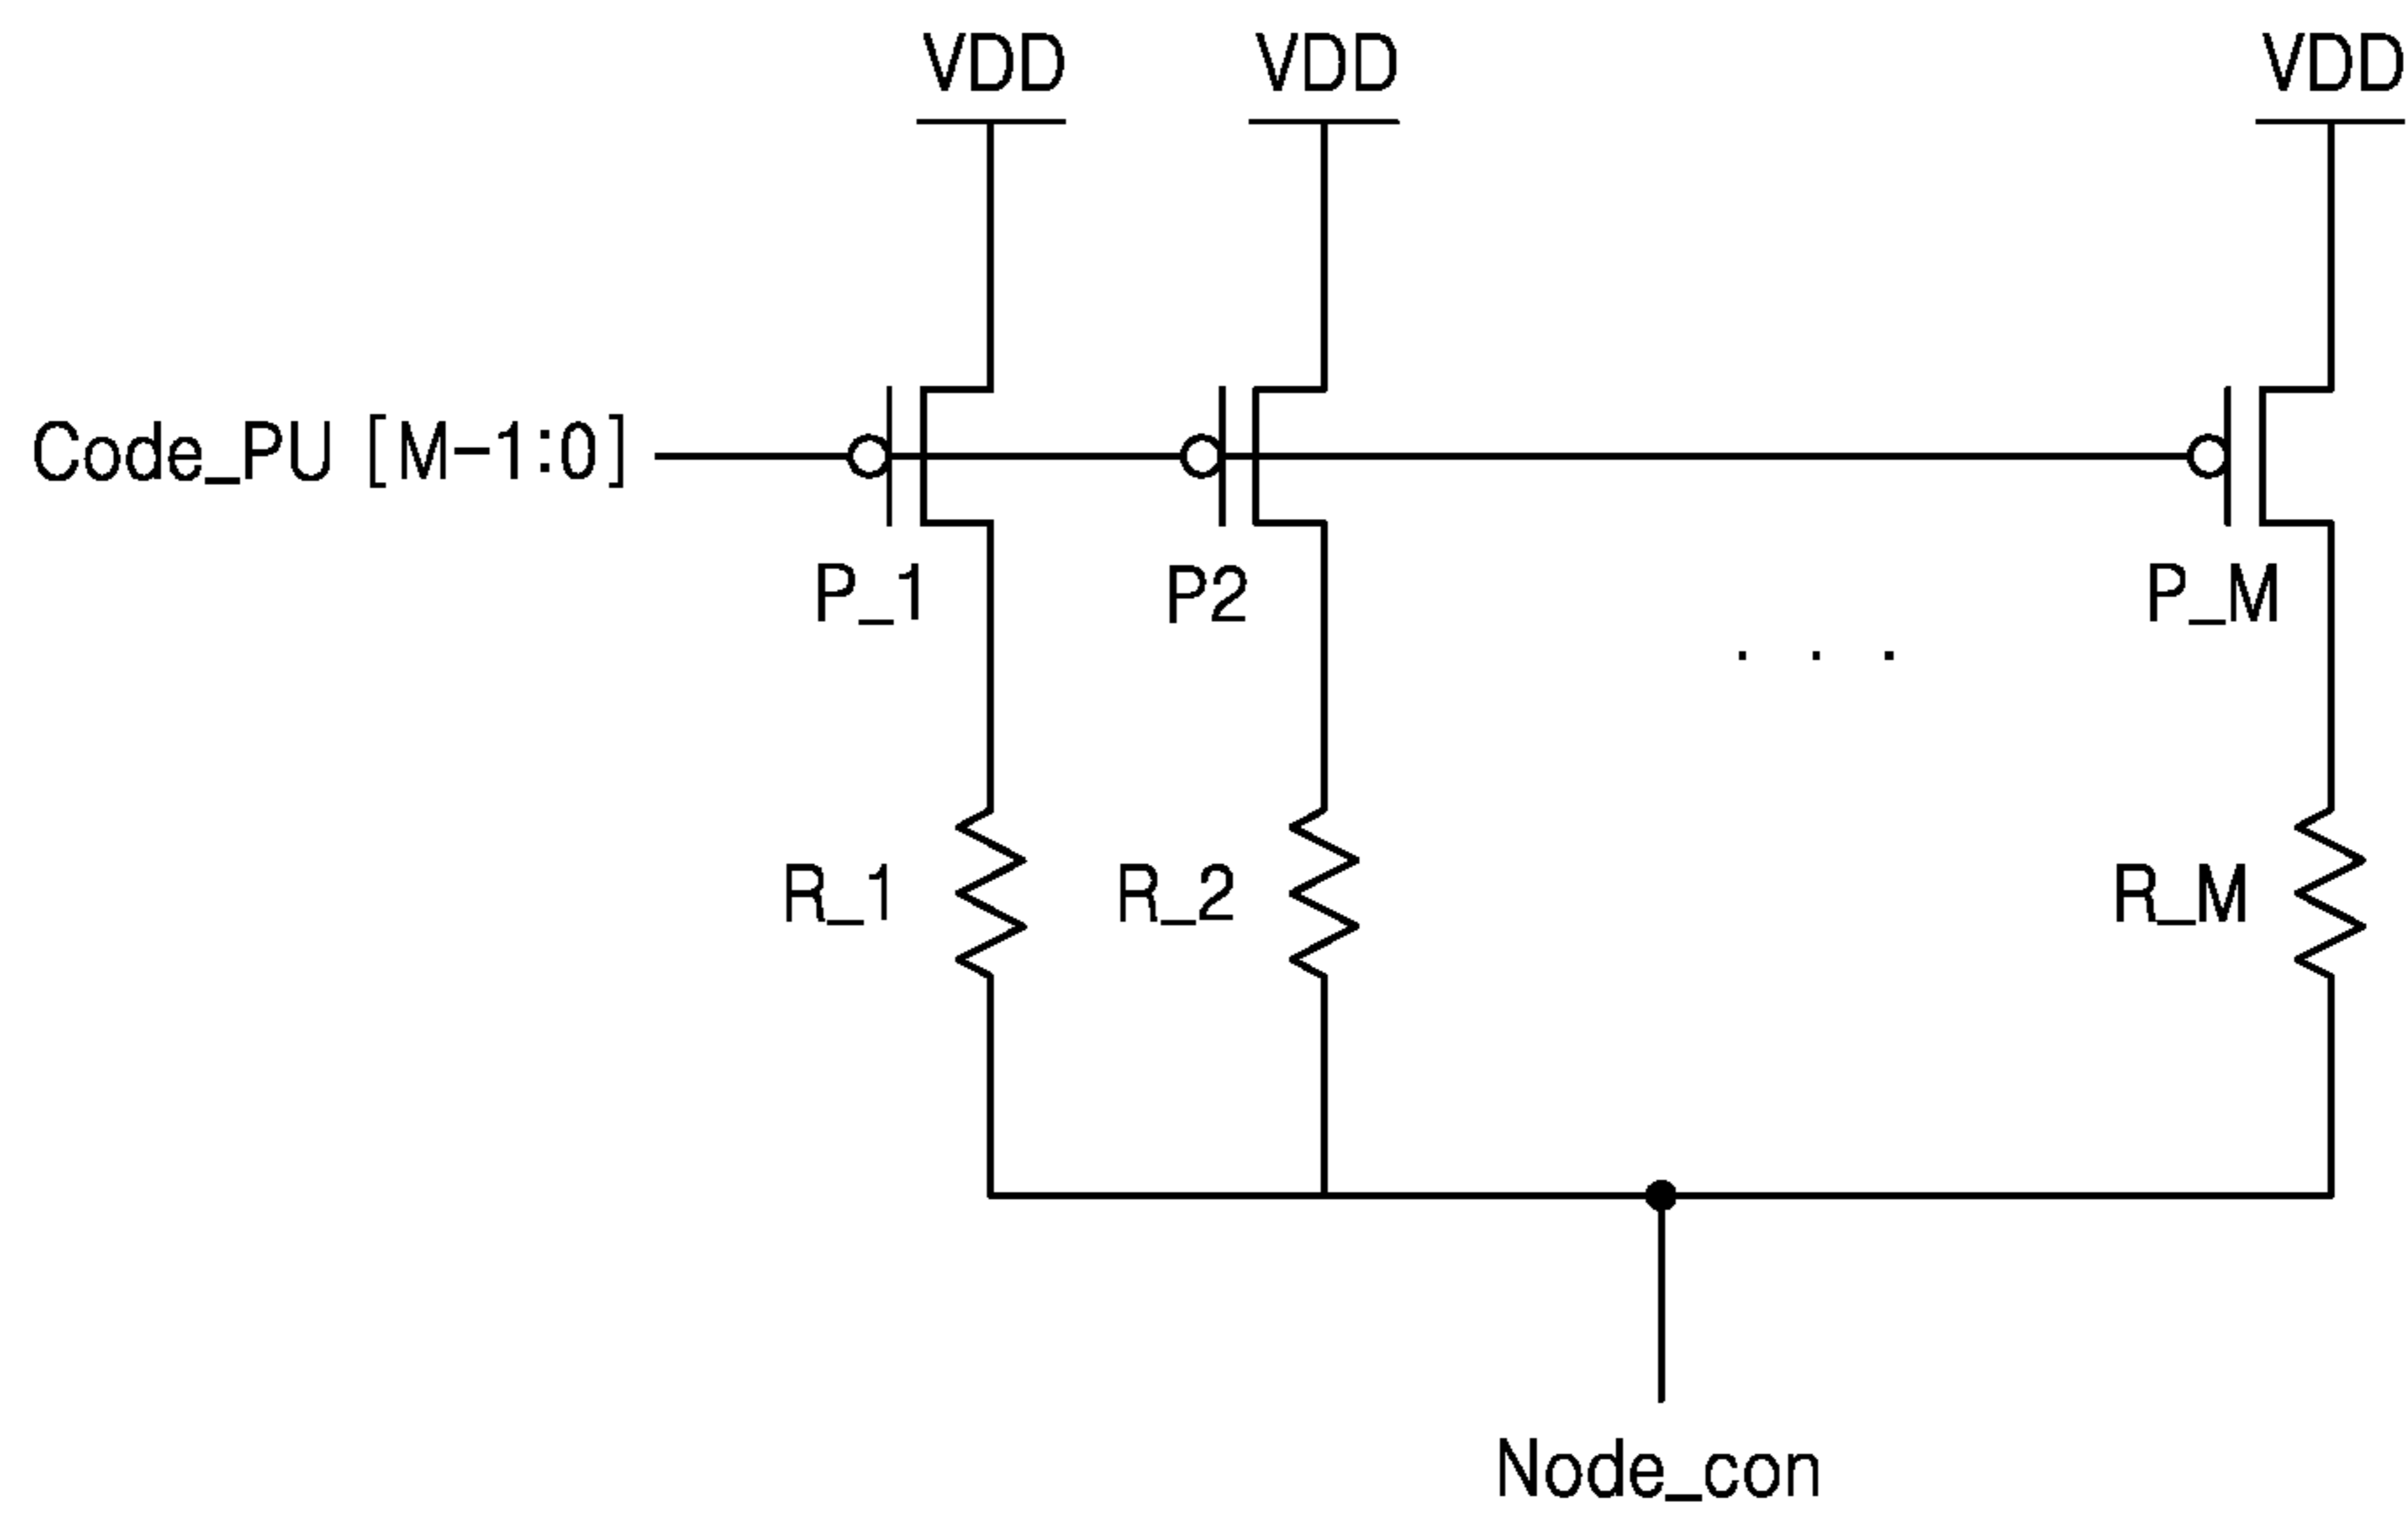 VDD VDD VDD
Code_PU [M-1:0]
P_1 P2 P_M
. . .
R_1 R_2 R_M
Node_con